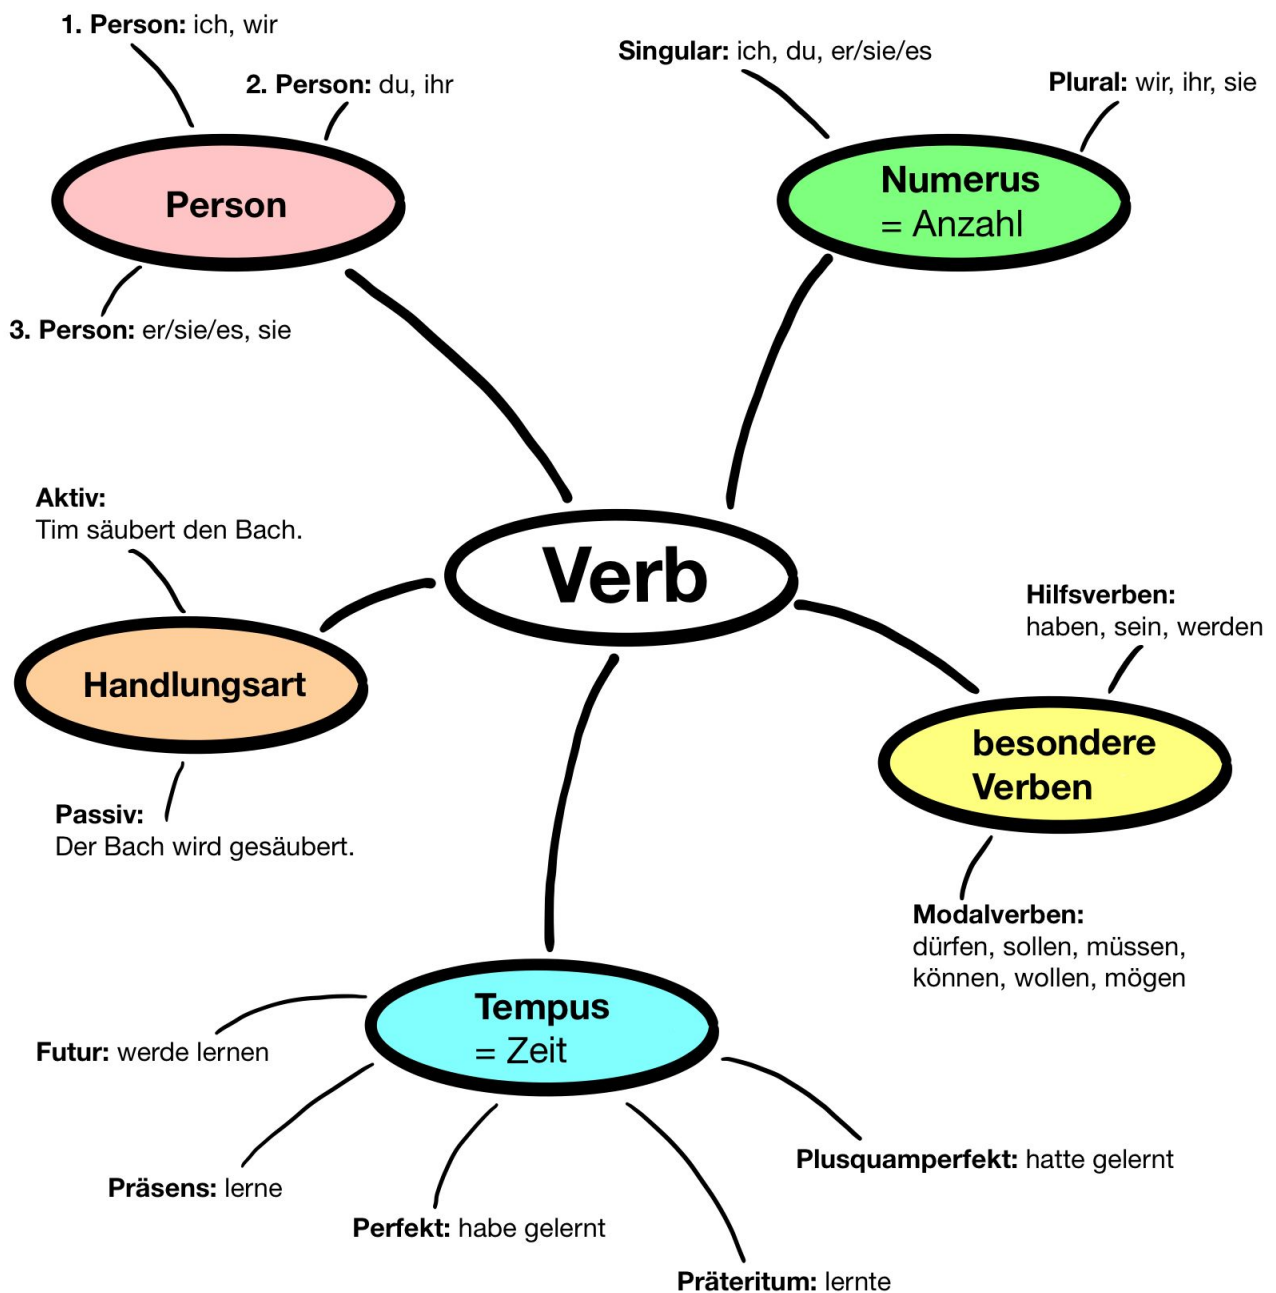 1. Person: ich, wir
2. Person: du, ihr
Person
3. Person: er/sie/es, sie
Singular: ich, du, er/sie/es
Plural: wir, ihr, sie
Numerus
= Anzahl
Verb
Aktiv:
Tim säubert den Bach.
Handlungsart
Passiv:
Der Bach wird gesäubert.
Hilfsverben:
haben, sein, werden
besondere
Verben
Modalverben:
dürfen, sollen, müssen,
können, wollen, mögen
Tempus
= Zeit
Futur: werde lernen
Präsens: lerne
Perfekt: habe gelernt
Präteritum: lernte
Plusquamperfekt: hatte gelernt